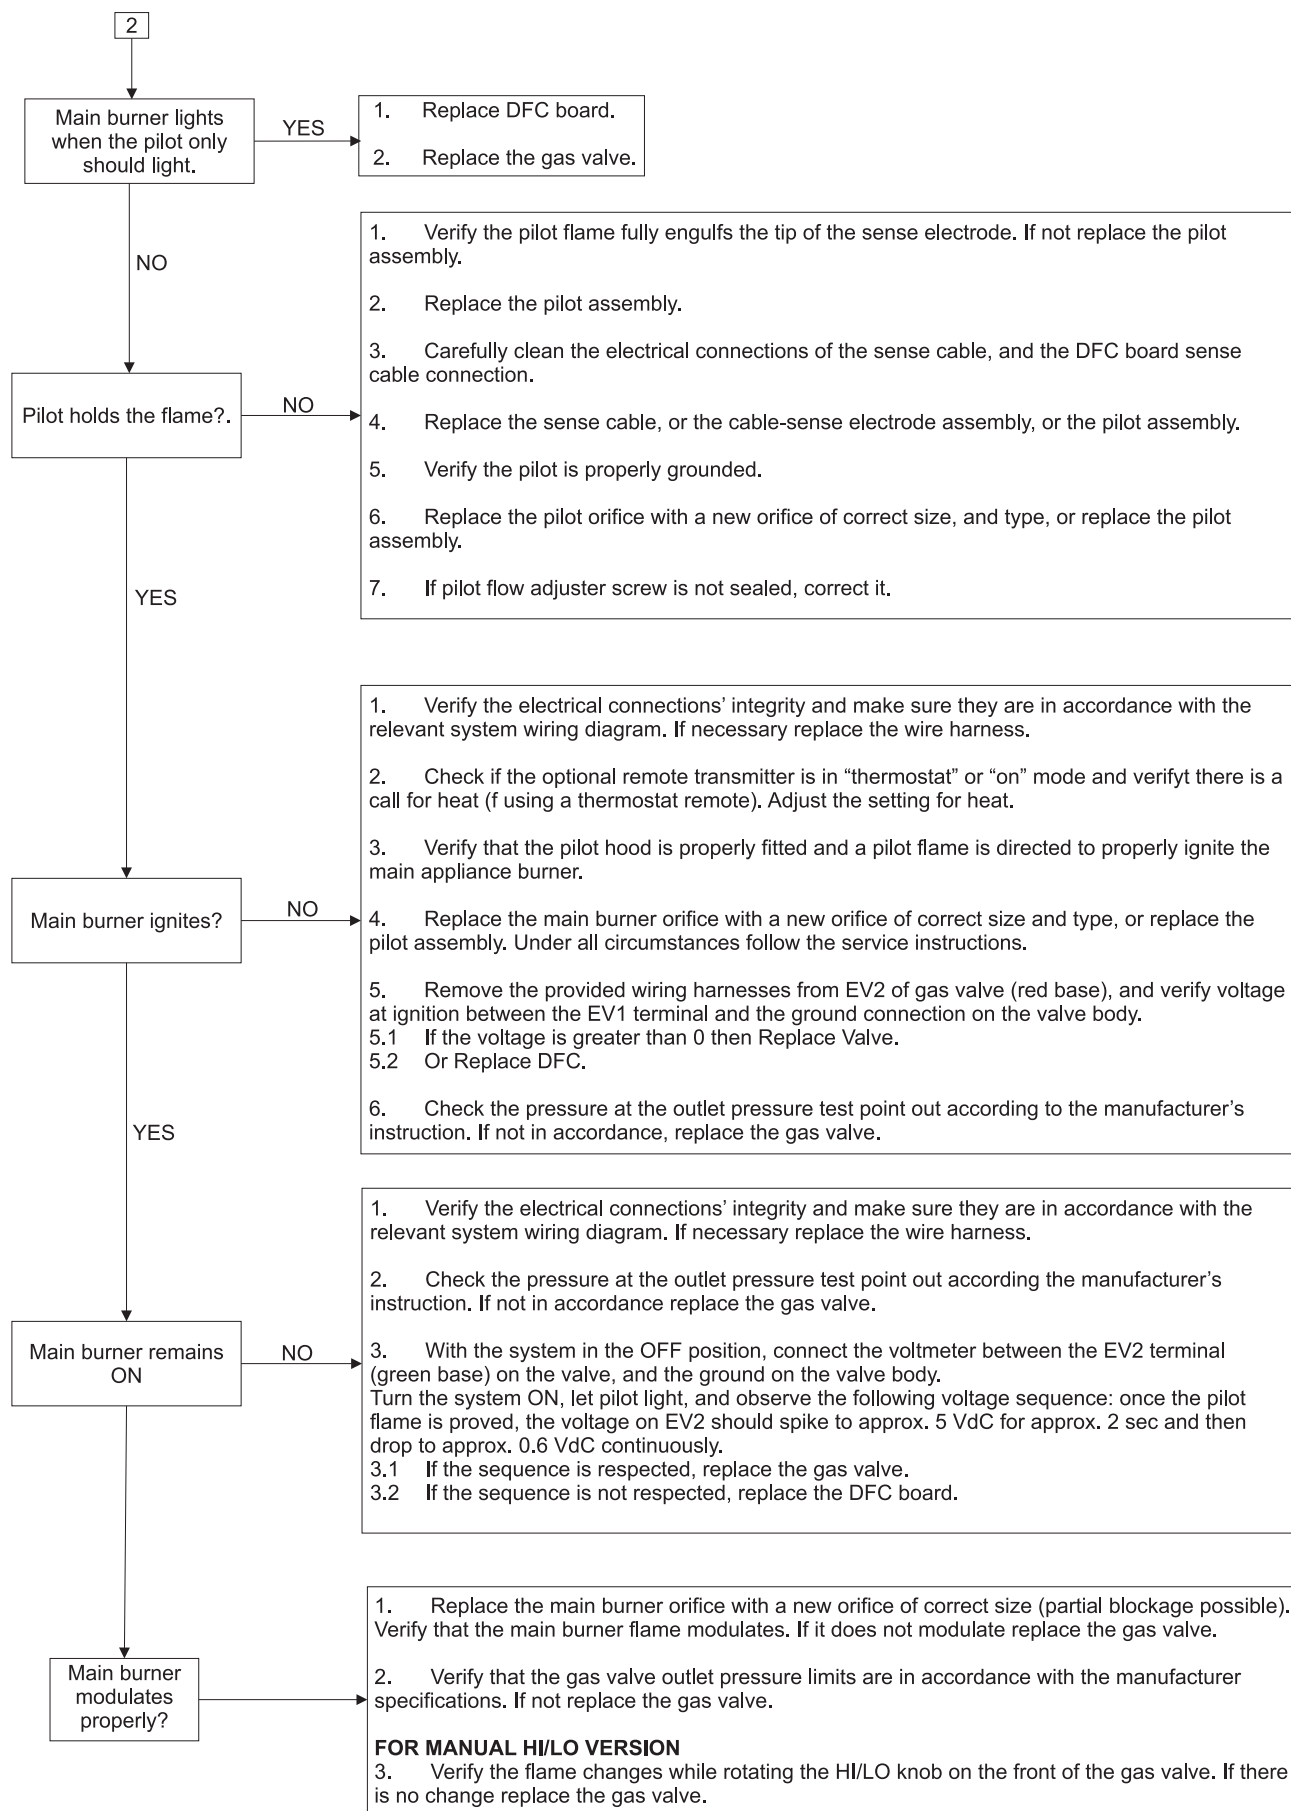 2
Main burner lights
when the pilot only
should light.
YES
1. Replace DFC board.
2. Replace the gas valve.
NO
1. Verify the pilot flame fully engulfs the tip of the sense electrode. If not replace the pilot
assembly.
2. Replace the pilot assembly.
3. Carefully clean the electrical connections of the sense cable, and the DFC board sense
cable connection.
4. Replace the sense cable, or the cable-sense electrode assembly, or the pilot assembly.
5. Verify the pilot is properly grounded.
6. Replace the pilot orifice with a new orifice of correct size, and type, or replace the pilot
assembly.
7. If pilot flow adjuster screw is not sealed, correct it.
Pilot holds the flame?.
NO
YES
1. Verify the electrical connections’ integrity and make sure they are in accordance with the
relevant system wiring diagram. If necessary replace the wire harness.
2. Check if the optional remote transmitter is in “thermostat” or “on” mode and verifyt there is a
call for heat (f using a thermostat remote). Adjust the setting for heat.
3. Verify that the pilot hood is properly fitted and a pilot flame is directed to properly ignite the
main appliance burner.
4. Replace the main burner orifice with a new orifice of correct size and type, or replace the
pilot assembly. Under all circumstances follow the service instructions.
5. Remove the provided wiring harnesses from EV2 of gas valve (red base), and verify voltage
at ignition between the EV1 terminal and the ground connection on the valve body.
5.1 If the voltage is greater than 0 then Replace Valve.
5.2 Or Replace DFC.
6. Check the pressure at the outlet pressure test point out according to the manufacturer’s
instruction. If not in accordance, replace the gas valve.
Main burner ignites?
NO
YES
1. Verify the electrical connections’ integrity and make sure they are in accordance with the
relevant system wiring diagram. If necessary replace the wire harness.
2. Check the pressure at the outlet pressure test point out according the manufacturer’s
instruction. If not in accordance replace the gas valve.
3. With the system in the OFF position, connect the voltmeter between the EV2 terminal
(green base) on the valve, and the ground on the valve body.
Turn the system ON, let pilot light, and observe the following voltage sequence: once the pilot
flame is proved, the voltage on EV2 should spike to approx. 5 VdC for approx. 2 sec and then
drop to approx. 0.6 VdC continuously.
3.1 If the sequence is respected, replace the gas valve.
3.2 If the sequence is not respected, replace the DFC board.
Main burner remains
ON
NO
1. Replace the main burner orifice with a new orifice of correct size (partial blockage possible).
Verify that the main burner flame modulates. If it does not modulate replace the gas valve.
2. Verify that the gas valve outlet pressure limits are in accordance with the manufacturer
specifications. If not replace the gas valve.
FOR MANUAL HI/LO VERSION
3. Verify the flame changes while rotating the HI/LO knob on the front of the gas valve. If there
is no change replace the gas valve.
Main burner
modulates
properly?